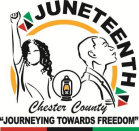 JUNETEENTH
Chester County
"JOURNEYING TOWARDS FREEDOM"